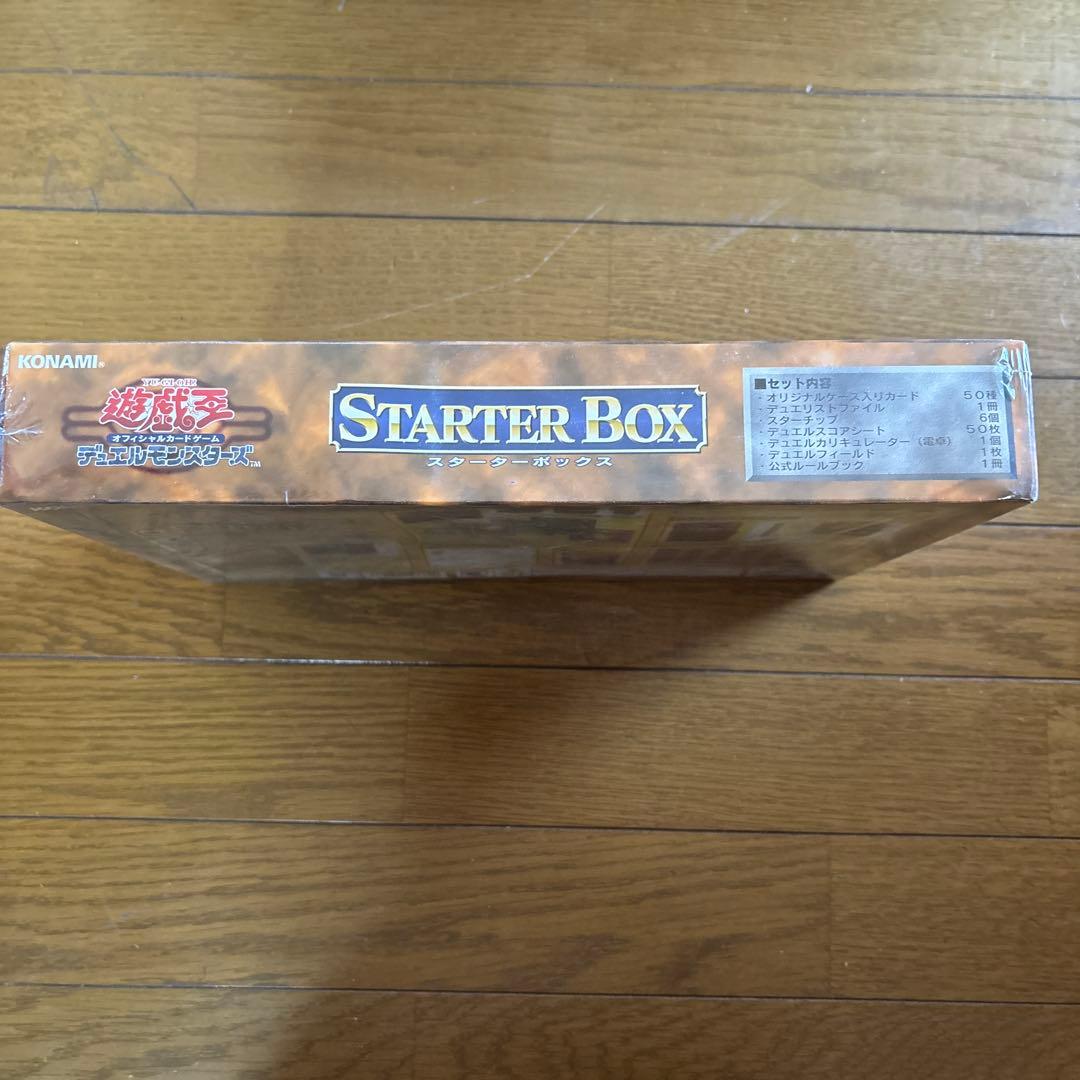 KONAMI®
YU-GI-OH!
遊戯王
オフィシャルカードゲーム
デュエルモンスターズ™
STARTER BOX
スターターボックス
■セット内容
・オリジナルケース入りカード 50種
・デュエリストファイル 1冊
・スターチップ 6個
・デュエルスコアシート 50枚
・デュエルカリキュレーター（電卓） 1個
・デュエルフィールド 1枚
・公式ルールブック 1冊